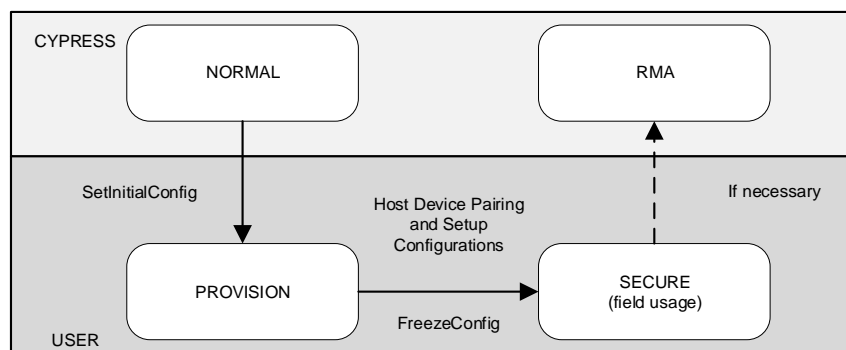 CYPRESS
NORMAL
RMA
SetInitialConfig
Host Device Pairing
and Setup
Configurations
If necessary
PROVISION
SECURE
(field usage)
FreezeConfig
USER